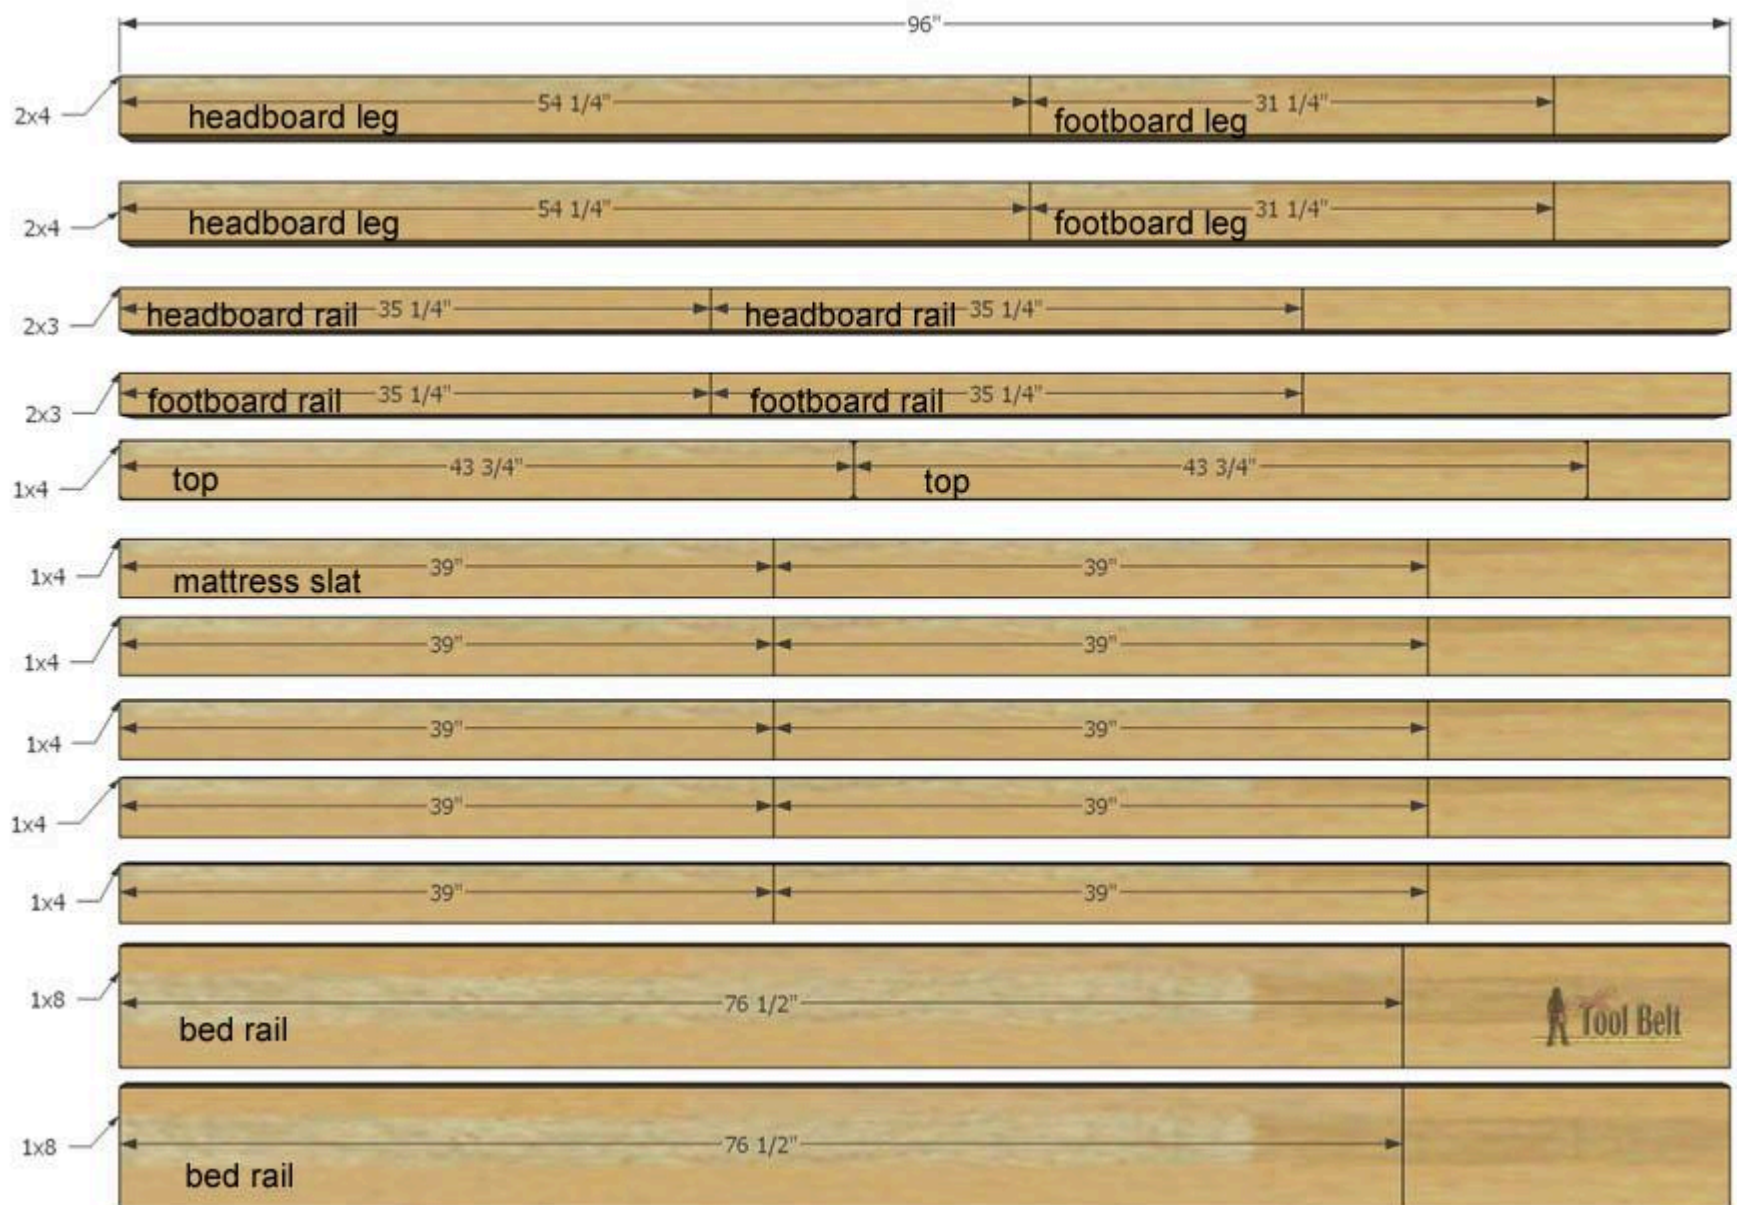 96"
2x4
headboard leg 54 1/4" footboard leg 31 1/4"
2x4
headboard leg 54 1/4" footboard leg 31 1/4"
2x3
headboard rail 35 1/4" headboard rail 35 1/4"
2x3
footboard rail 35 1/4" footboard rail 35 1/4"
1x4
top 43 3/4" top 43 3/4"
1x4
mattress slat 39" 39"
1x4
39" 39"
1x4
39" 39"
1x4
39" 39"
1x4
39" 39"
1x8
bed rail 76 1/2"
Tool Belt
1x8
bed rail 76 1/2"